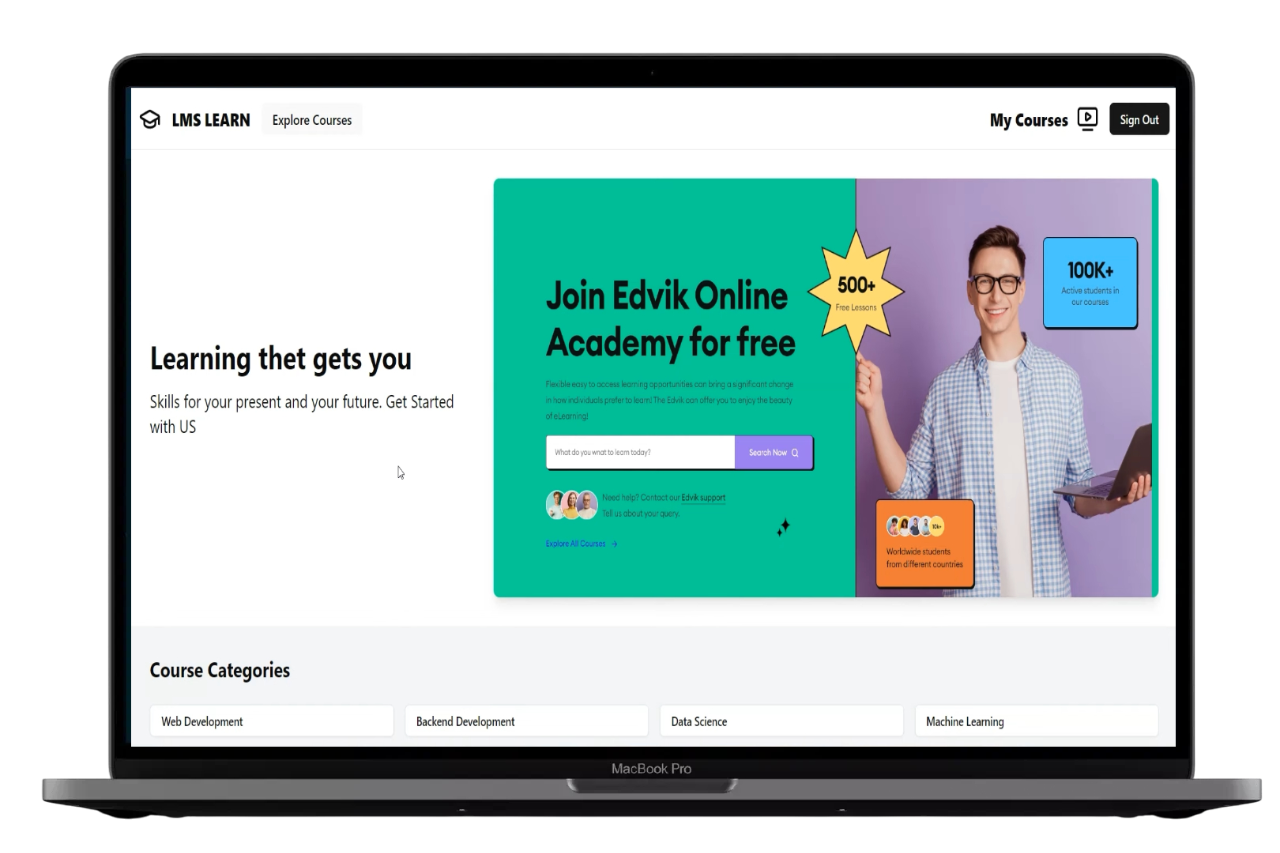 LMS LEARN
Explore Courses
My Courses
Sign Out
Learning thet gets you
Skills for your present and your future. Get Started
with US
Join Edvik Online
Academy for free
Flexible easy to access learning opportunities can bring a significant change
in how individuals prefer to learn! The Edvik can offer you to enjoy the beauty
of eLearning!
What do you wnat to learn today?
Search Now
Need help? Contact our Edvik support
Tell us about your query.
Explore All Courses
500+
Free Lessons
100K+
Active students in
our courses
10k+
Worldwide students
from different countries
Course Categories
Web Development
Backend Development
Data Science
Machine Learning
MacBook Pro